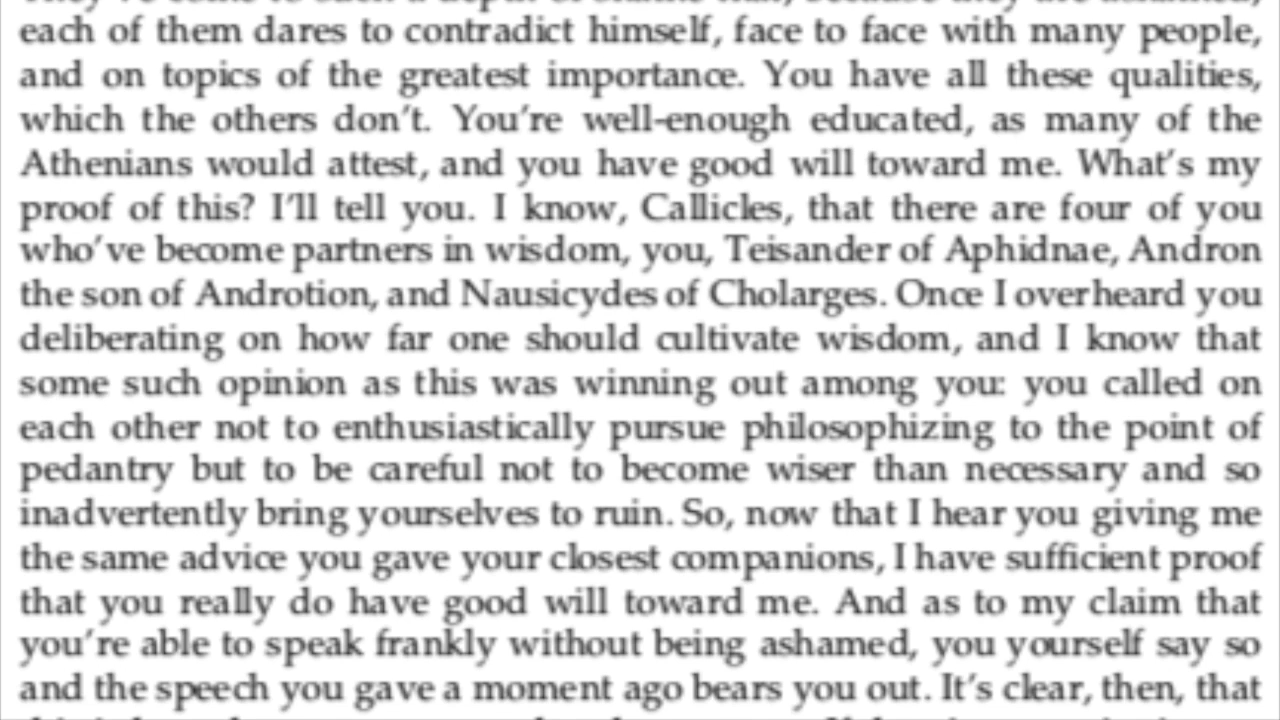 each of them dares to contradict himself, face to face with many people,
and on topics of the greatest importance. You have all these qualities,
which the others don't. You're well-enough educated, as many of the
Athenians would attest, and you have good will toward me. What's my
proof of this? I'll tell you. I know, Callicles, that there are four of you
who've become partners in wisdom, you, Teisander of Aphidnae, Andron
the son of Androtion, and Nausicydes of Cholarges. Once I overheard you
deliberating on how far one should cultivate wisdom, and I know that
some such opinion as this was winning out among you: you called on
each other not to enthusiastically pursue philosophizing to the point of
pedantry but to be careful not to become wiser than necessary and so
inadvertently bring yourselves to ruin. So, now that I hear you giving me
the same advice you gave your closest companions, I have sufficient proof
that you really do have good will toward me. And as to my claim that
you're able to speak frankly without being ashamed, you yourself say so
and the speech you gave a moment ago bears you out. It's clear, then, that